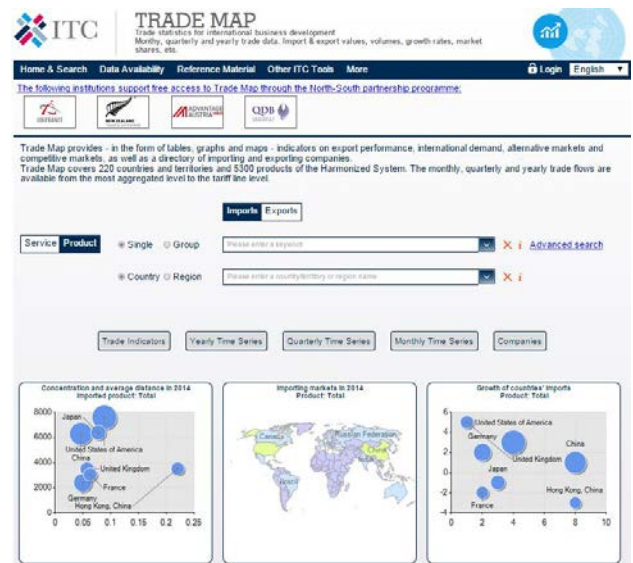 ITC
TRADE MAP
Trade statistics for international business development
Monthly, quarterly and yearly trade data. Import & export values, volumes, growth rates, market
shares, etc.
Home & Search Data Availability Reference Material Other ITC Tools More Login English
The following institutions support free access to Trade Map through the North-South partnership programme:
ADVANTAGE AUSTRIA
QDB
Trade Map provides - in the form of tables, graphs and maps - indicators on export performance, international demand, alternative markets and
competitive markets, as well as a directory of importing and exporting companies.
Trade Map covers 220 countries and territories and 5300 products of the Harmonized System. The monthly, quarterly and yearly trade flows are
available from the most aggregated level to the tariff line level.
Imports Exports
Service Product Single Group Please enter a keyword X i Advanced search
Country Region Please enter a country/territory or region name X i
Trade Indicators Yearly Time Series Quarterly Time Series Monthly Time Series Companies
Concentration and average distance in 2014
Imported product: Total
8000
6000
4000
2000
0
Japan
United States of America
China
United Kingdom
France
Germany
Hong Kong, China
0 0.05 0.1 0.15 0.2 0.25
Importing markets in 2014
Product: Total
Canada
Russian Federation
China
Brazil
Growth of countries' imports
Product: Total
6
4
2
0
-2
-4
United States of America
Germany
China
United Kingdom
Japan
Hong Kong, China
France
0 2 4 6 8 10